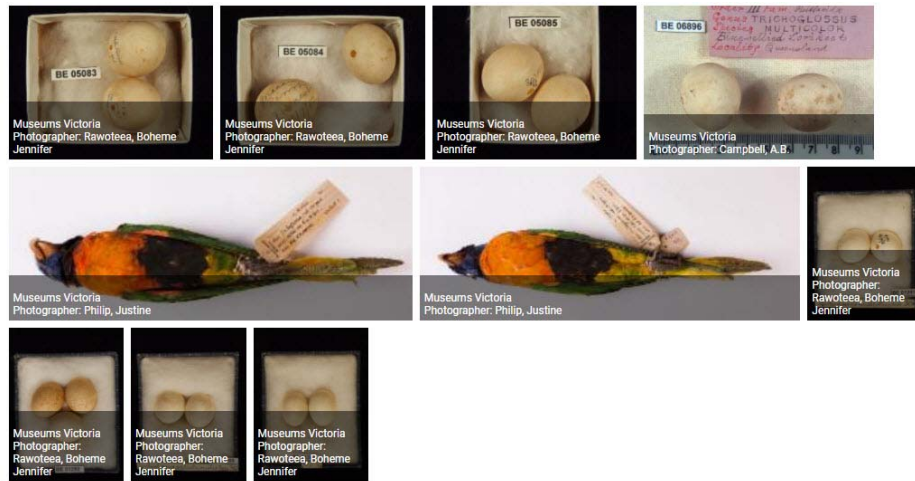 BE 05083
Museums Victoria
Photographer: Rawoteea, Boheme
Jennifer
BE 05084
Museums Victoria
Photographer: Rawoteea, Boheme
Jennifer
BE 05085
Museums Victoria
Photographer: Rawoteea, Boheme
Jennifer
BE 06896
Genus TRICHOGLOSSUS
Species MULTICOLOR
Locality, Queensland
7 8 9
Museums Victoria
Photographer: Campbell, A.B.
Museums Victoria
Photographer: Philip, Justine
Museums Victoria
Photographer: Philip, Justine
Museums Victoria
Photographer:
Rawoteea, Boheme
Jennifer
Museums Victoria
Photographer:
Rawoteea, Boheme
Jennifer
Museums Victoria
Photographer:
Rawoteea, Boheme
Jennifer
Museums Victoria
Photographer:
Rawoteea, Boheme
Jennifer